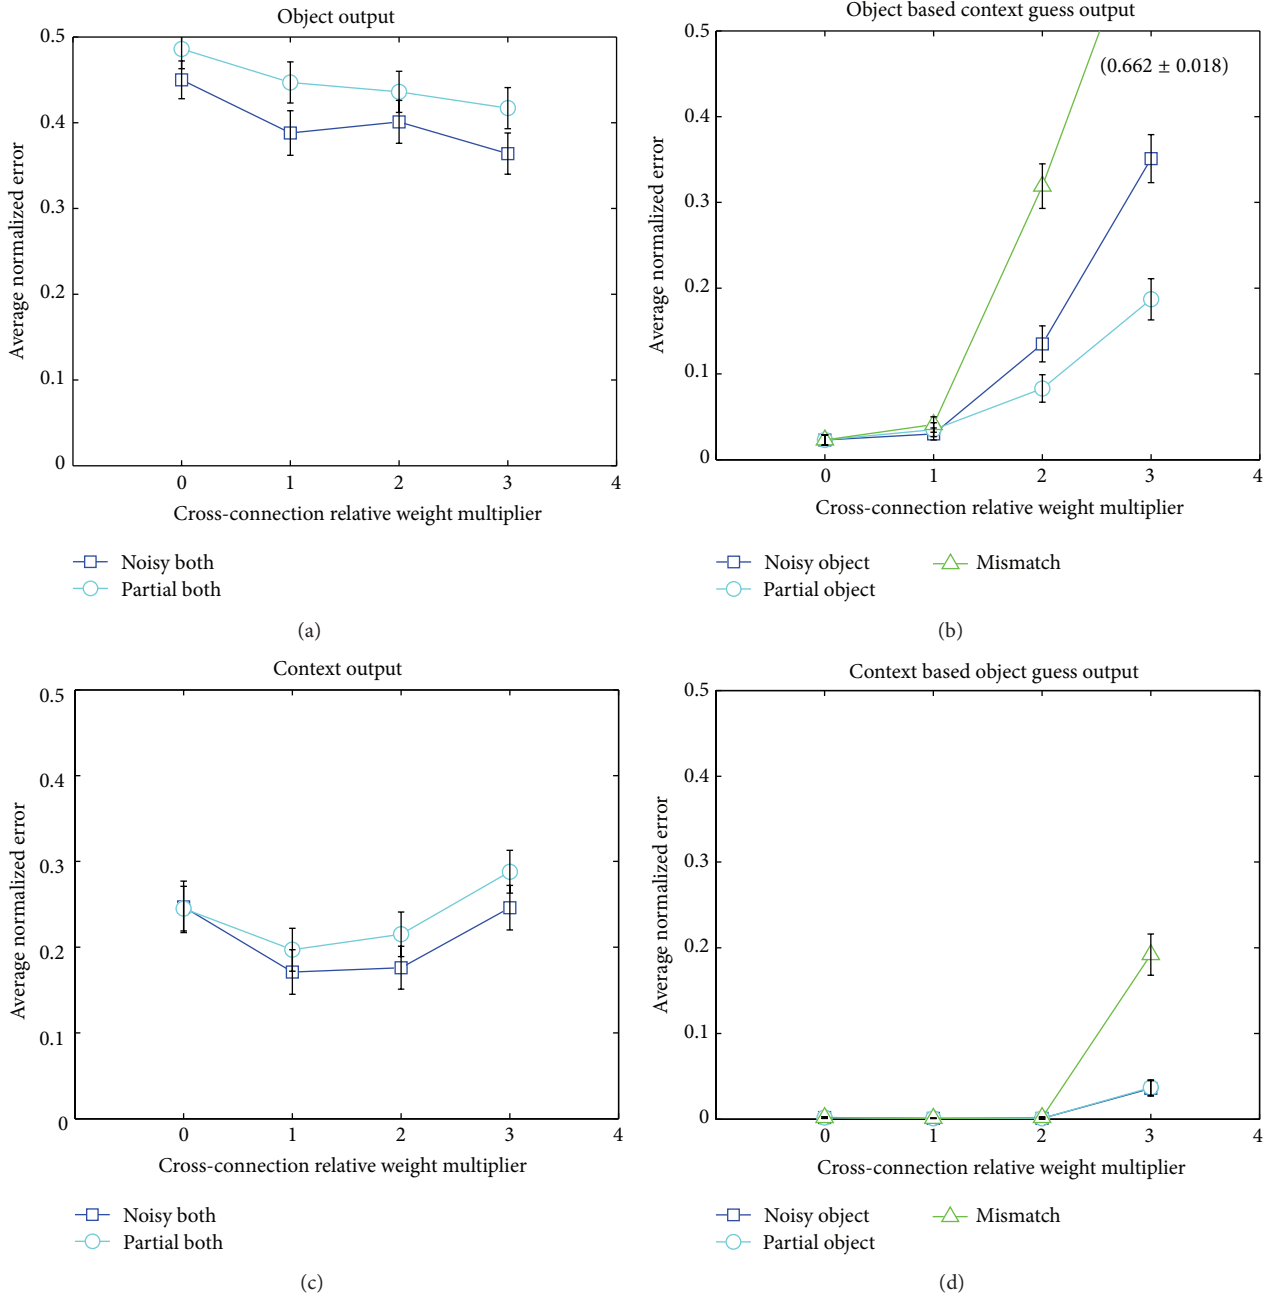 Object output
0.5
0.4
0.3
0.2
0.1
0
Average normalized error
0 1 2 3 4
Cross-connection relative weight multiplier
Noisy both
Partial both
(a)
Object based context guess output
0.5
(0.662 ± 0.018)
0.4
0.3
0.2
0.1
0
Average normalized error
0 1 2 3 4
Cross-connection relative weight multiplier
Noisy object
Mismatch
Partial object
(b)
Context output
0.5
0.4
0.3
0.2
0.1
0
Average normalized error
0 1 2 3 4
Cross-connection relative weight multiplier
Noisy both
Partial both
(c)
Context based object guess output
0.5
0.4
0.3
0.2
0.1
0
Average normalized error
0 1 2 3 4
Cross-connection relative weight multiplier
Noisy object
Mismatch
Partial object
(d)